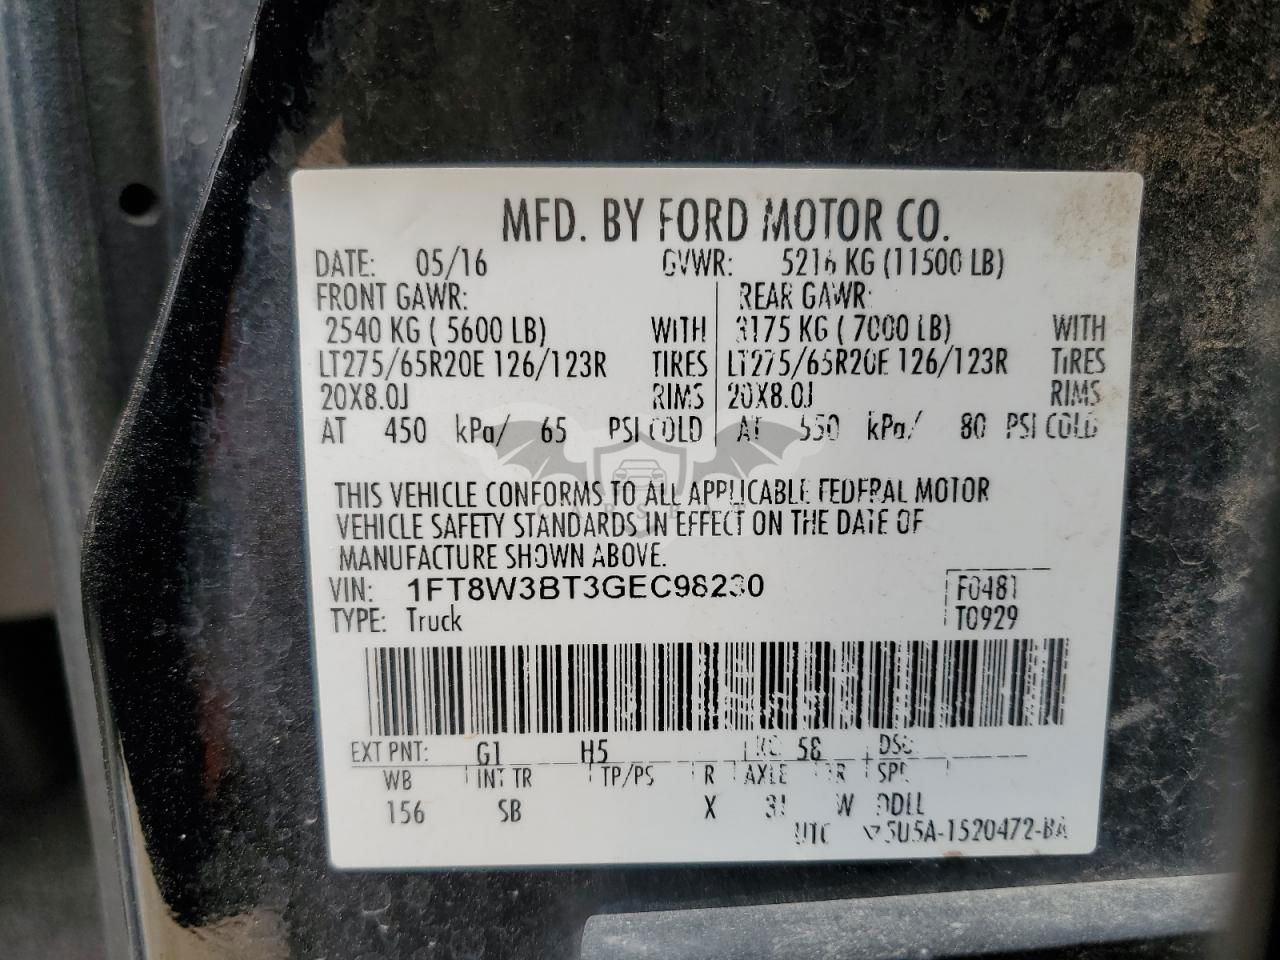 MFD. BY FORD MOTOR CO.
DATE: 05/16 GVWR: 5216 KG (11500 LB)
FRONT GAWR: REAR GAWR:
2540 KG ( 5600 LB) WITH 3175 KG ( 7000 LB) WITH
LT275/65R20E 126/123R TIRES LT275/65R20E 126/123R TIRES
20X8.0J RIMS 20X8.0J RIMS
AT 450 kPa/ 65 PSI COLD AT 550 kPa/ 80 PSI COLD
THIS VEHICLE CONFORMS TO ALL APPLICABLE FEDERAL MOTOR
VEHICLE SAFETY STANDARDS IN EFFECT ON THE DATE OF
MANUFACTURE SHOWN ABOVE.
VIN: 1FT8W3BT3GEC98230 F0481
TYPE: Truck T0929
EXT PNT: G1 H5 58 DSO
WB INT TR TP/PS R AXLE TR SPR
156 SB X 31 W DDLL
UTC 5U5A-1520472-BA